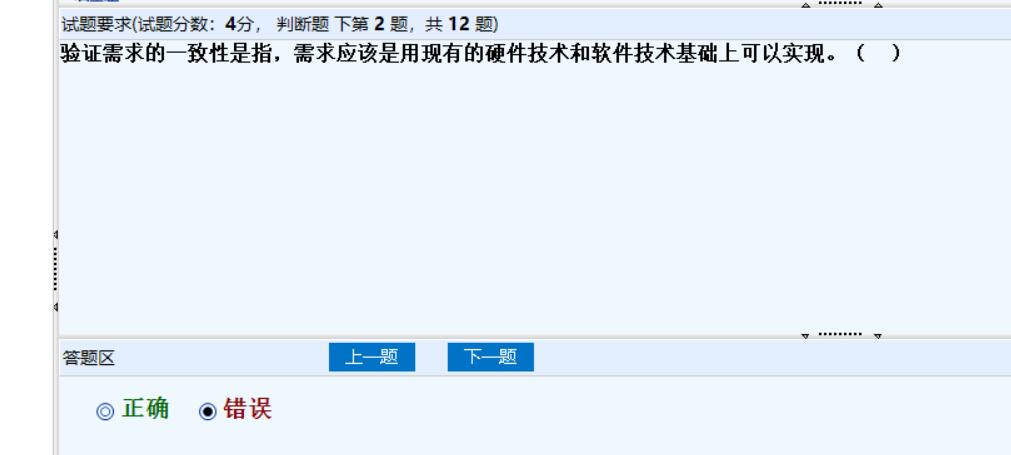 试题要求(试题分数：4分， 判断题 下第 2 题，共 12 题)
验证需求的一致性是指，需求应该是用现有的硬件技术和软件技术基础上可以实现。（ ）
答题区 上一题 下一题
正确 错误